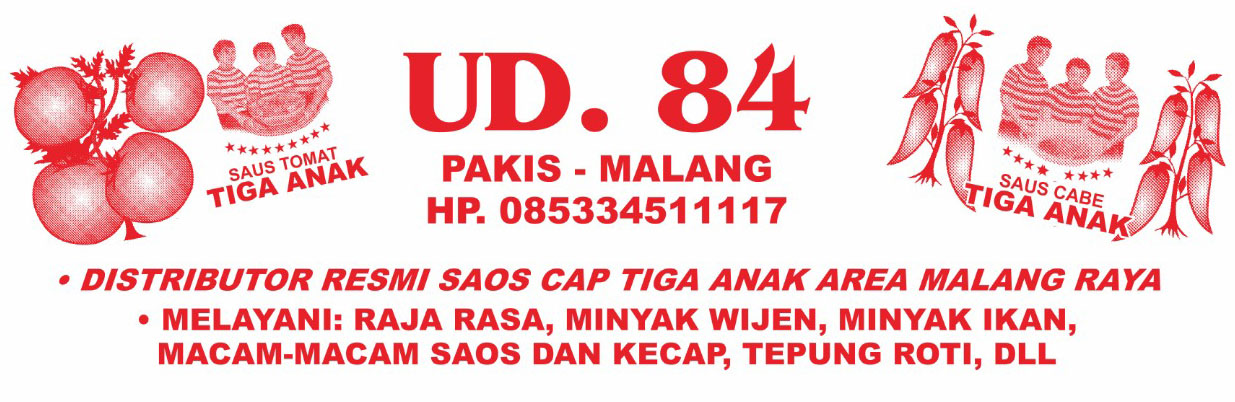 SAUS TOMAT
TIGA ANAK
UD. 84
PAKIS - MALANG
HP. 085334511117
SAUS CABE
TIGA ANAK
• DISTRIBUTOR RESMI SAOS CAP TIGA ANAK AREA MALANG RAYA
• MELAYANI: RAJA RASA, MINYAK WIJEN, MINYAK IKAN,
MACAM-MACAM SAOS DAN KECAP, TEPUNG ROTI, DLL